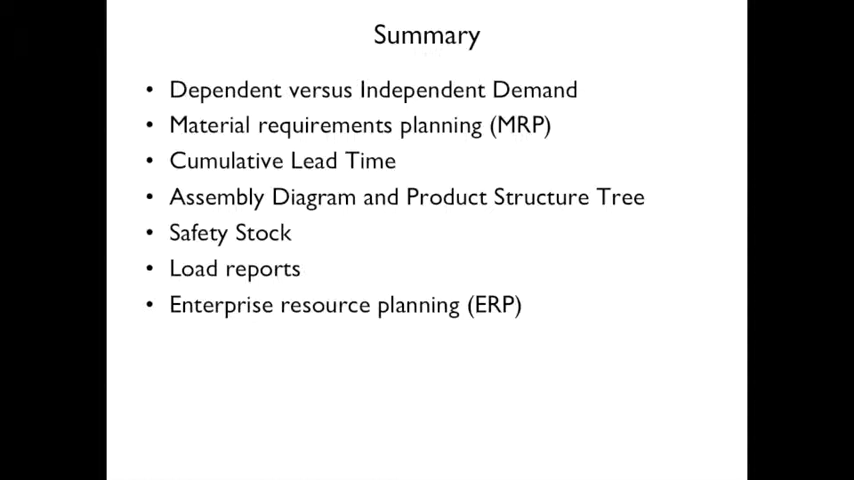 Summary
• Dependent versus Independent Demand
• Material requirements planning (MRP)
• Cumulative Lead Time
• Assembly Diagram and Product Structure Tree
• Safety Stock
• Load reports
• Enterprise resource planning (ERP)